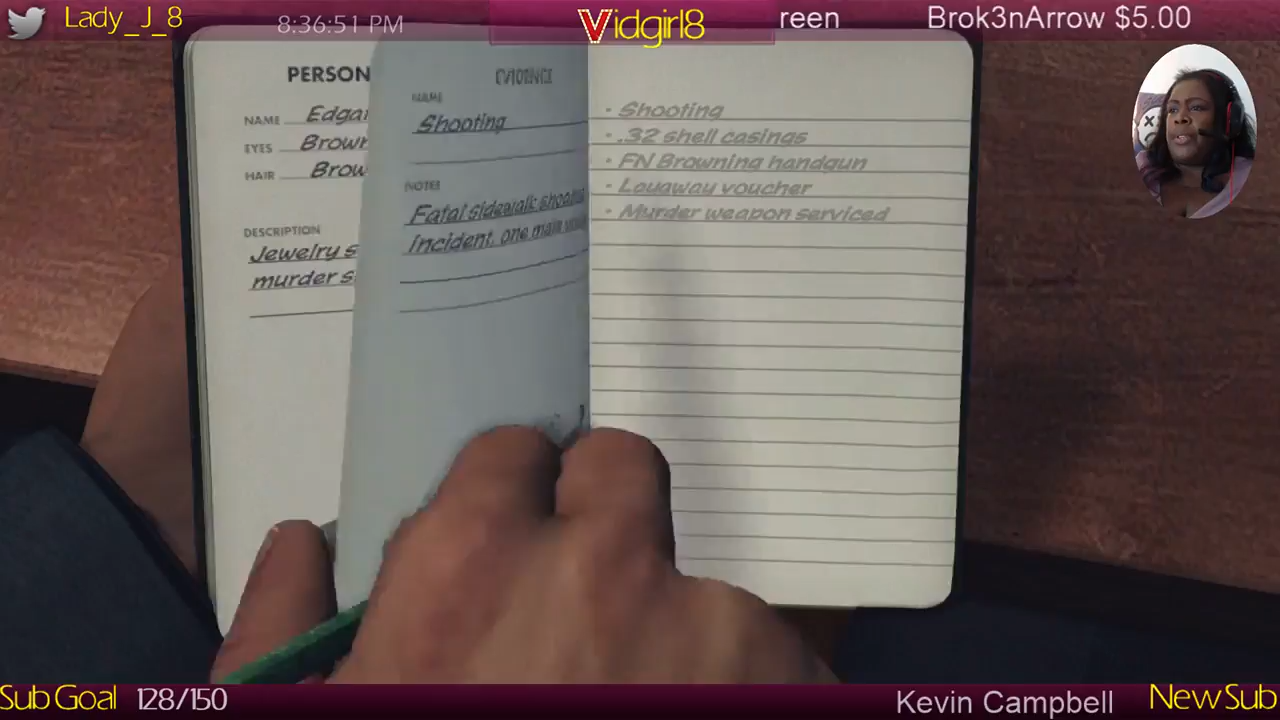 Lady_J_8
8:36:51 PM
Vidgirl8
reen
Brok3nArrow $5.00
PERSON
NAME Edgar
EYES Brown
HAIR Brow
DESCRIPTION
Jewelry s
murder s
EVIDENCE
NAME
Shooting
NOTES
Fatal sidewalk shooti
incident, one main
• Shooting
• .32 shell casings
• FN Browning handgun
• Layaway voucher
• Murder weapon serviced
Sub Goal 128/150
Kevin Campbell
New Sub